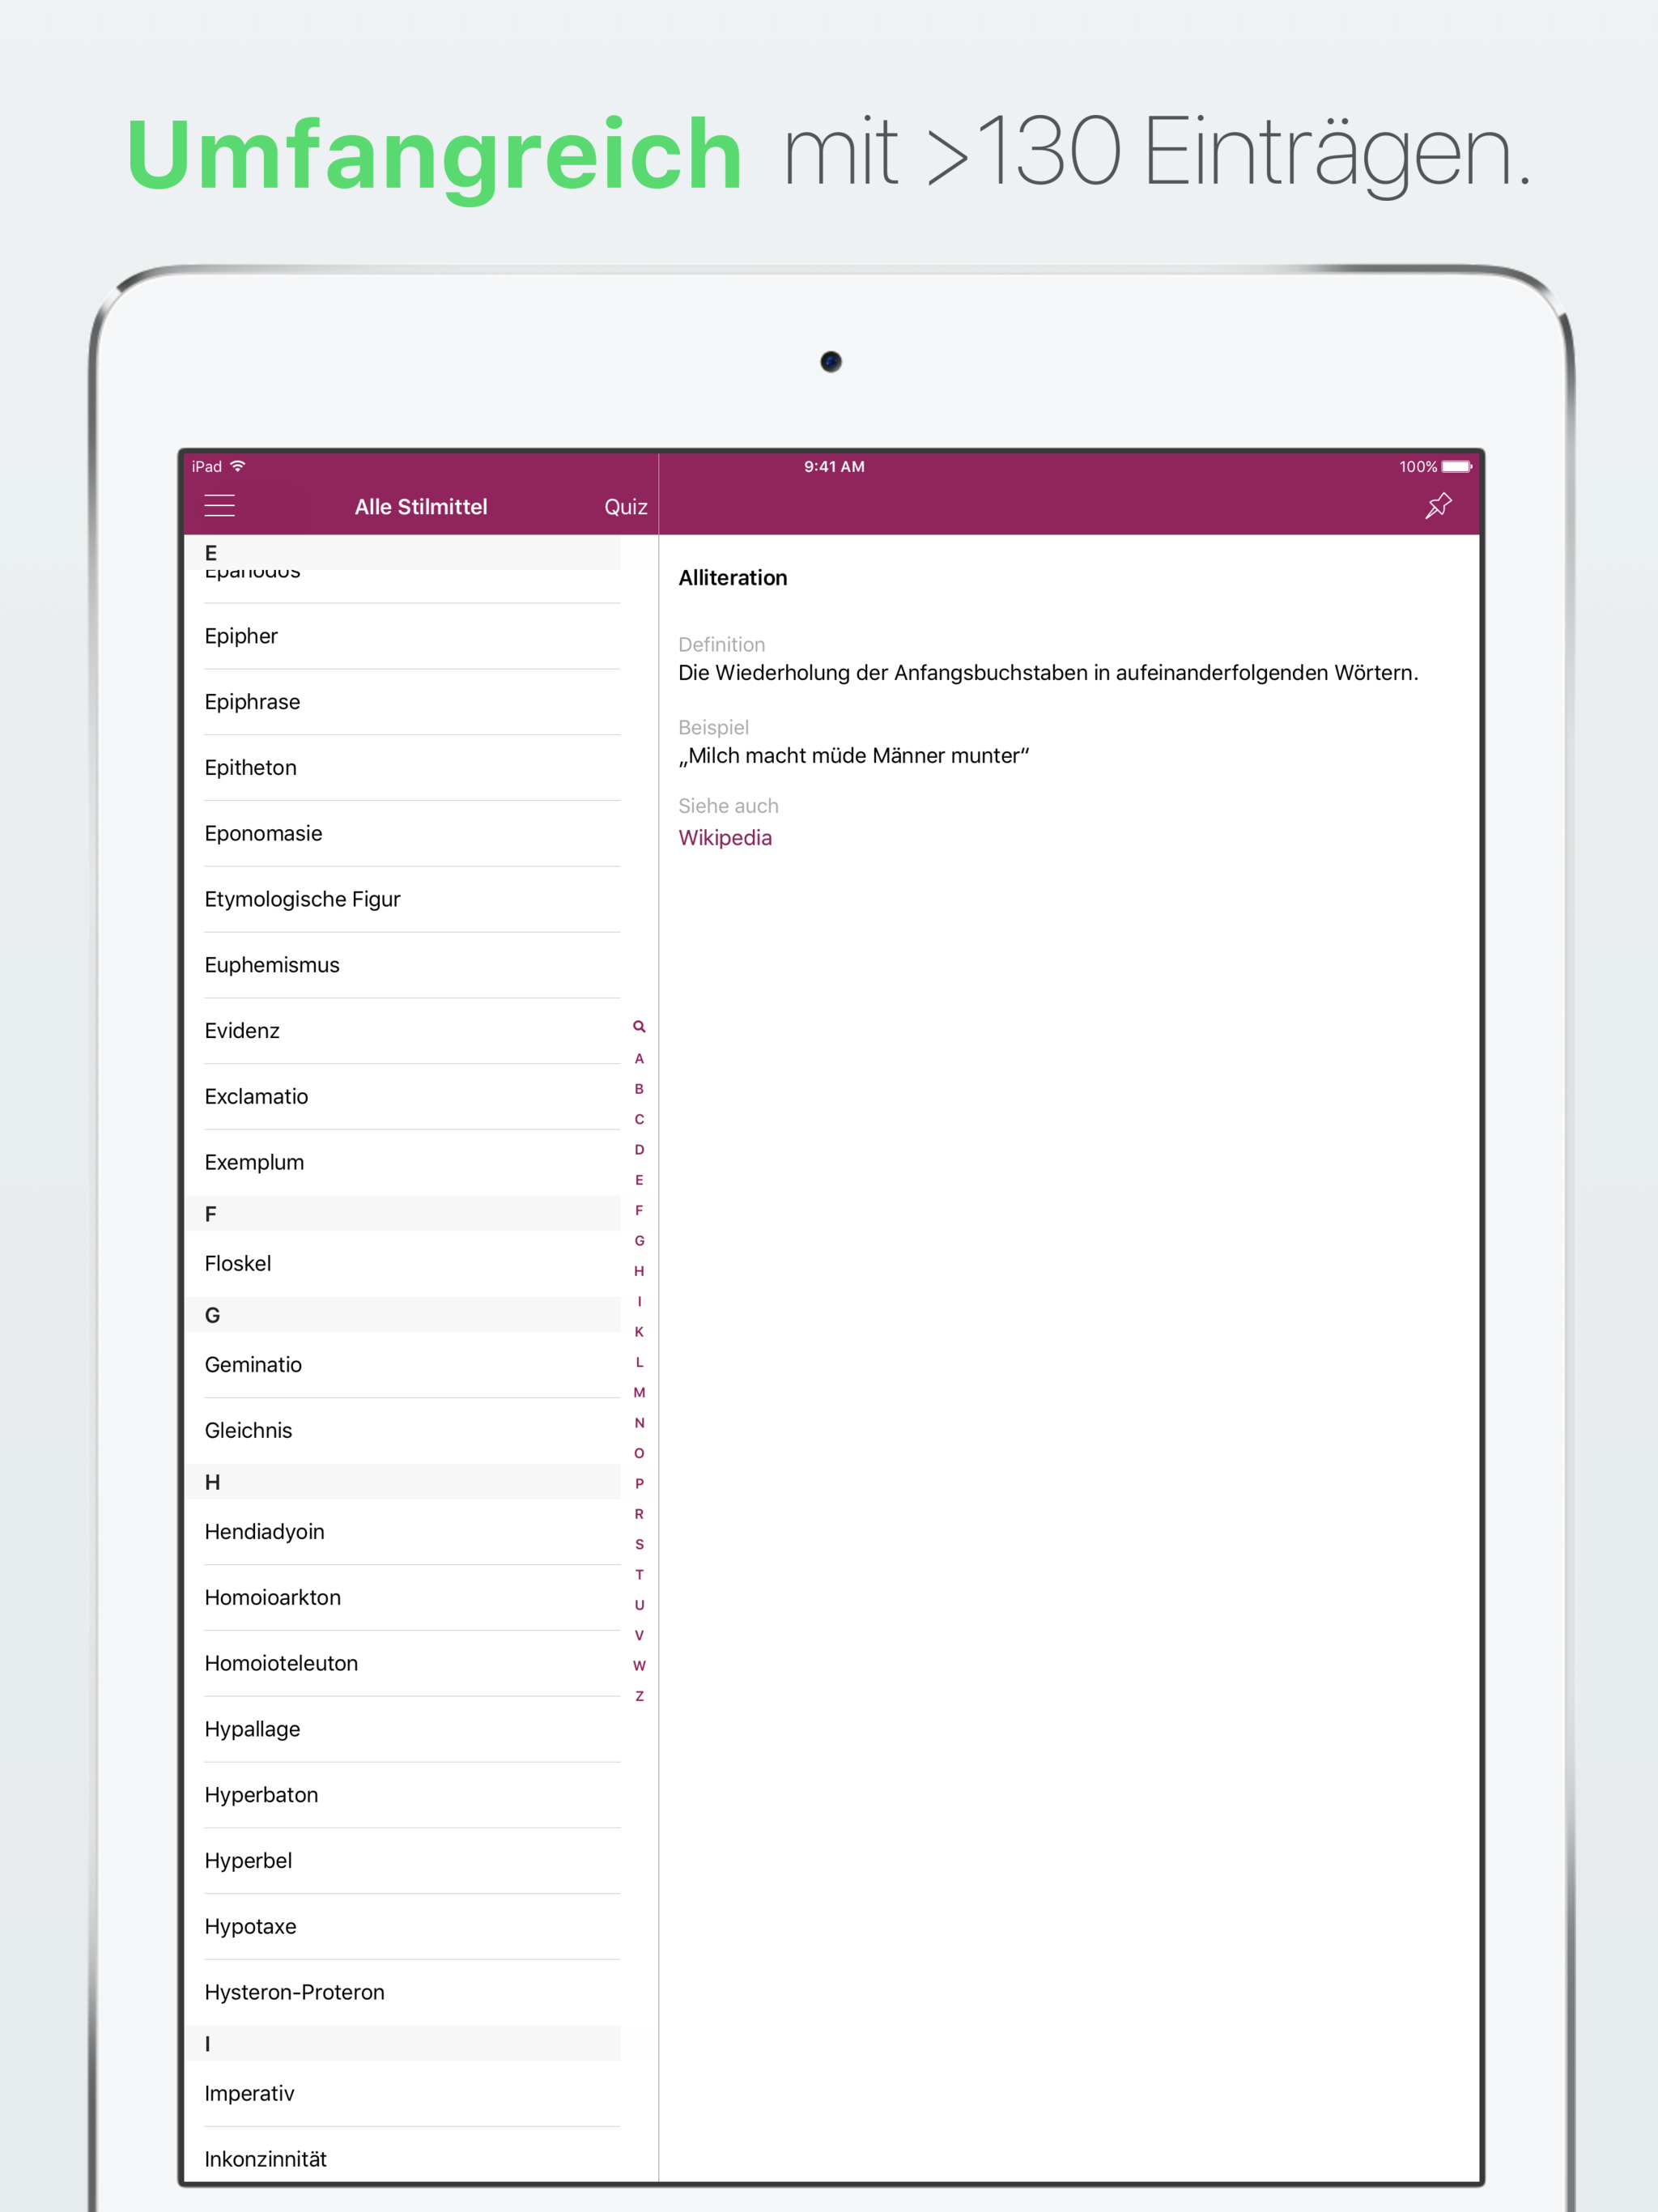 Umfangreich mit >130 Einträgen.
iPad 9:41 AM 100%
Alle Stilmittel Quiz
E
Epanodos
Epipher
Epiphrase
Epitheton
Eponomasie
Etymologische Figur
Euphemismus
Evidenz
Exclamatio
Exemplum
F
Floskel
G
Geminatio
Gleichnis
H
Hendiadyoin
Homoioarkton
Homoioteleuton
Hypallage
Hyperbaton
Hyperbel
Hypotaxe
Hysteron-Proteron
I
Imperativ
Inkonzinnität
A
B
C
D
E
F
G
H
I
K
L
M
N
O
P
R
S
T
U
V
W
Z
Alliteration
Definition
Die Wiederholung der Anfangsbuchstaben in aufeinanderfolgenden Wörtern.
Beispiel
„Milch macht müde Männer munter“
Siehe auch
Wikipedia